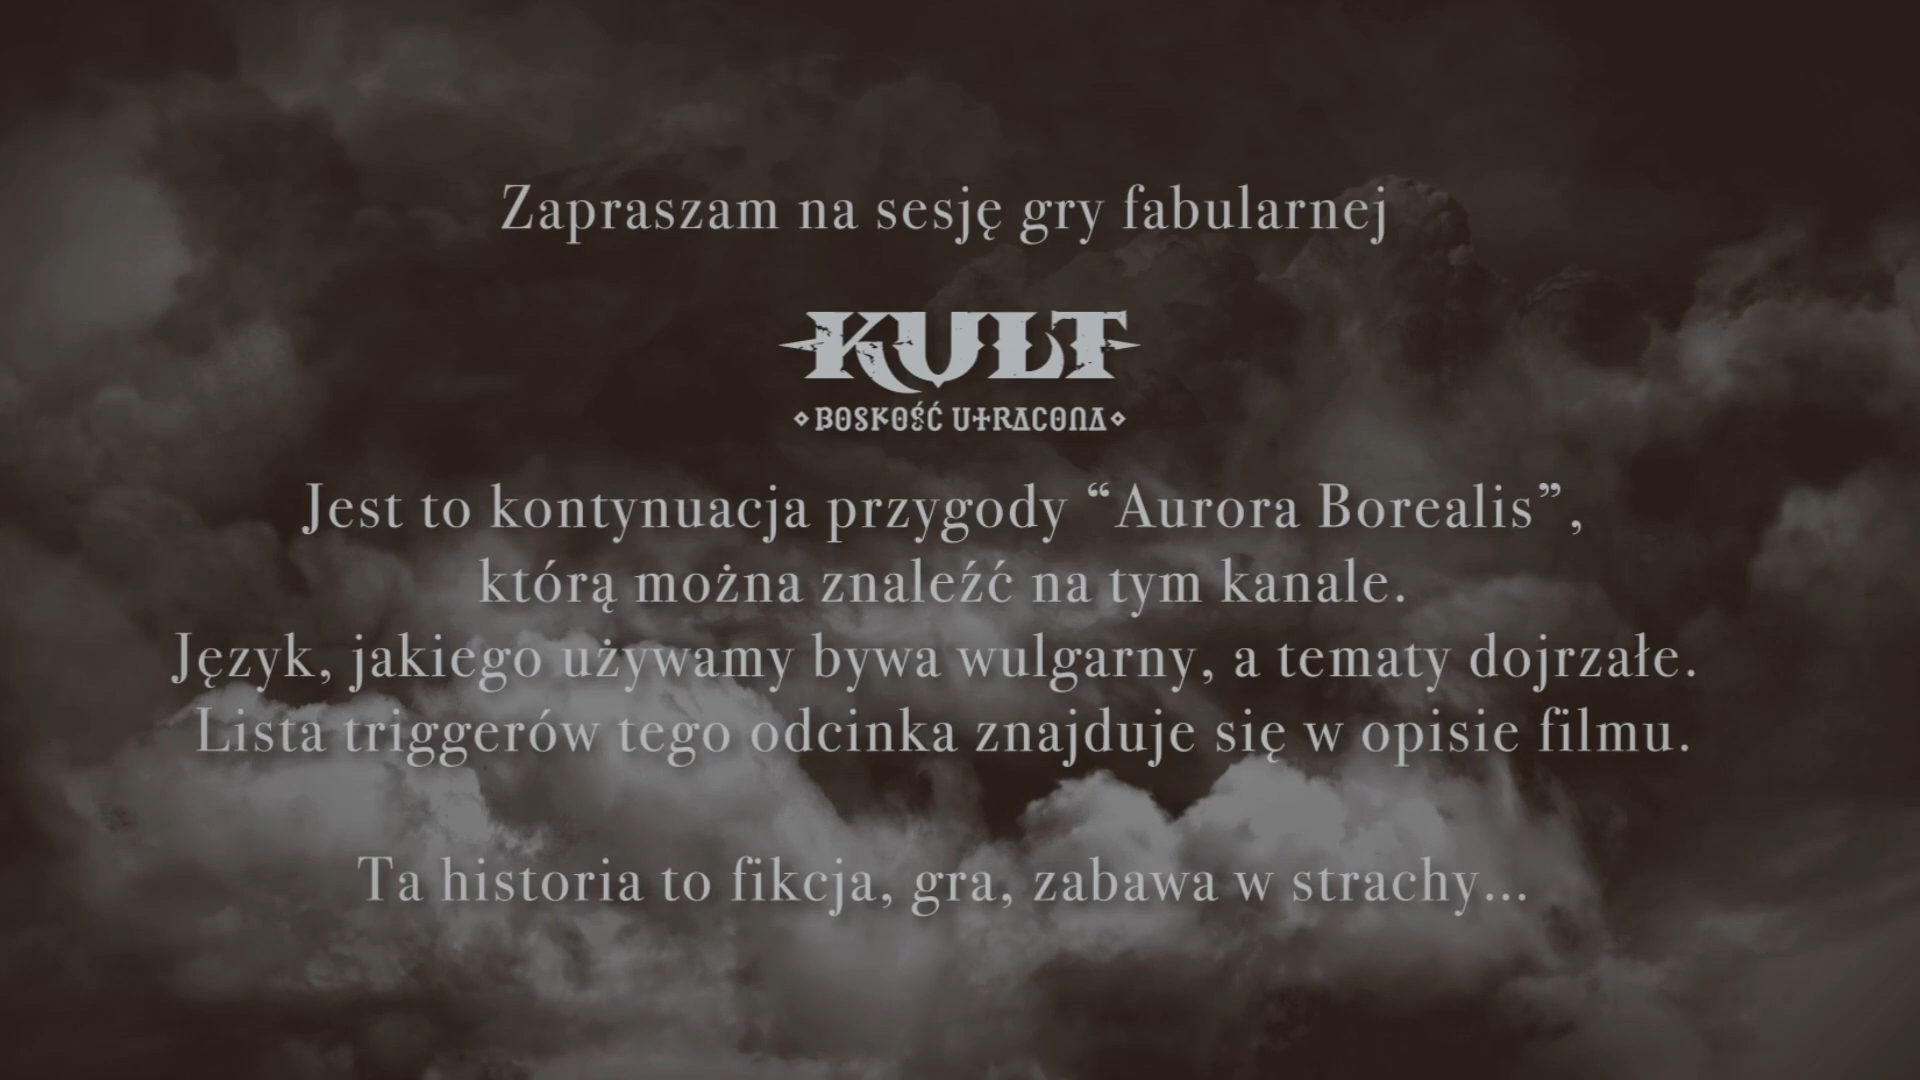 Zapraszam na sesję gry fabularnej
KULT
BOSKOŚĆ UTRACONA
Jest to kontynuacja przygody “Aurora Borealis”,
którą można znaleźć na tym kanale.
Język, jakiego używamy bywa wulgarny, a tematy dojrzałe.
Lista triggerów tego odcinka znajduje się w opisie filmu.
Ta historia to fikcja, gra, zabawa w strachy...